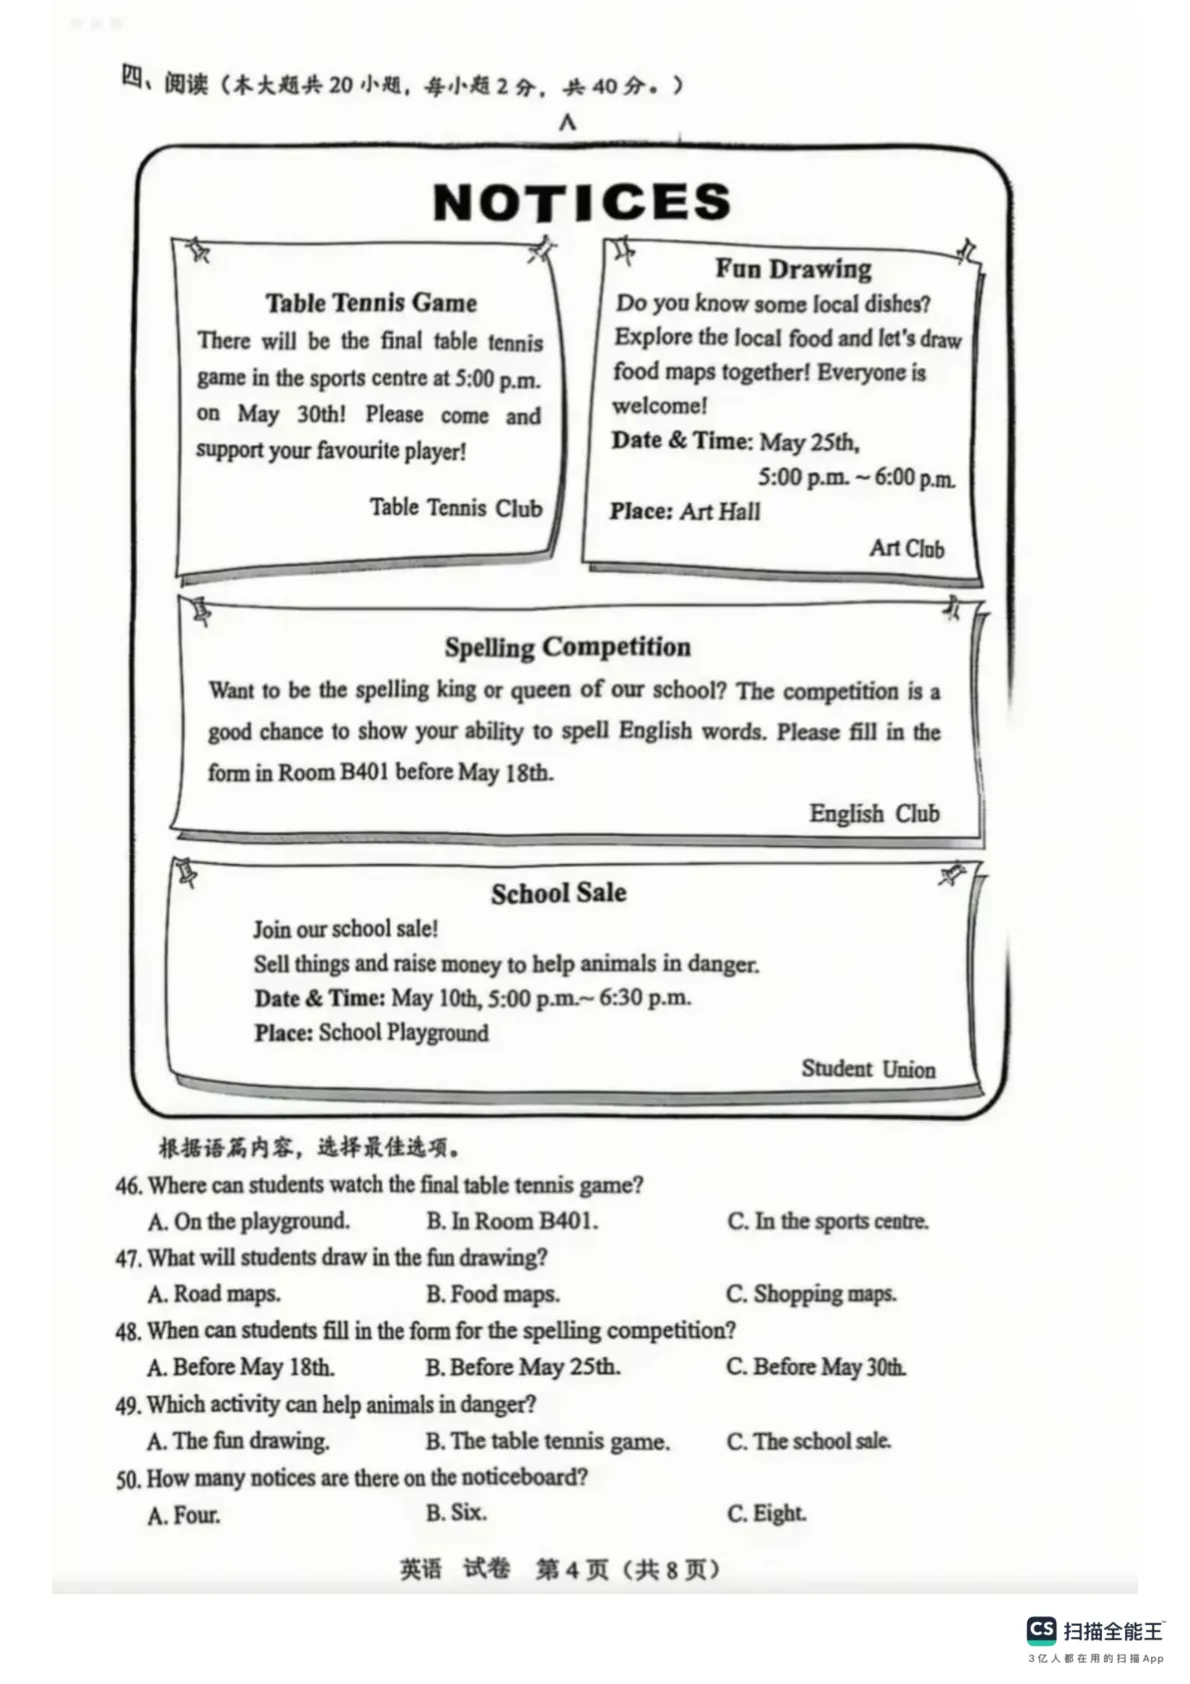 四、阅读（本大题共 20 小题，每小题 2 分，共 40 分。）
A
NOTICES
Table Tennis Game
There will be the final table tennis
game in the sports centre at 5:00 p.m.
on May 30th! Please come and
support your favourite player!
Table Tennis Club
Fun Drawing
Do you know some local dishes?
Explore the local food and let's draw
food maps together! Everyone is
welcome!
Date & Time: May 25th,
5:00 p.m. ~ 6:00 p.m.
Place: Art Hall
Art Club
Spelling Competition
Want to be the spelling king or queen of our school? The competition is a
good chance to show your ability to spell English words. Please fill in the
form in Room B401 before May 18th.
English Club
School Sale
Join our school sale!
Sell things and raise money to help animals in danger.
Date & Time: May 10th, 5:00 p.m.~ 6:30 p.m.
Place: School Playground
Student Union
根据语篇内容，选择最佳选项。
46. Where can students watch the final table tennis game?
A. On the playground. B. In Room B401. C. In the sports centre.
47. What will students draw in the fun drawing?
A. Road maps. B. Food maps. C. Shopping maps.
48. When can students fill in the form for the spelling competition?
A. Before May 18th. B. Before May 25th. C. Before May 30th.
49. Which activity can help animals in danger?
A. The fun drawing. B. The table tennis game. C. The school sale.
50. How many notices are there on the noticeboard?
A. Four. B. Six. C. Eight.
英语 试卷 第 4 页（共 8 页）
CS 扫描全能王™
3亿人都在用的扫描App